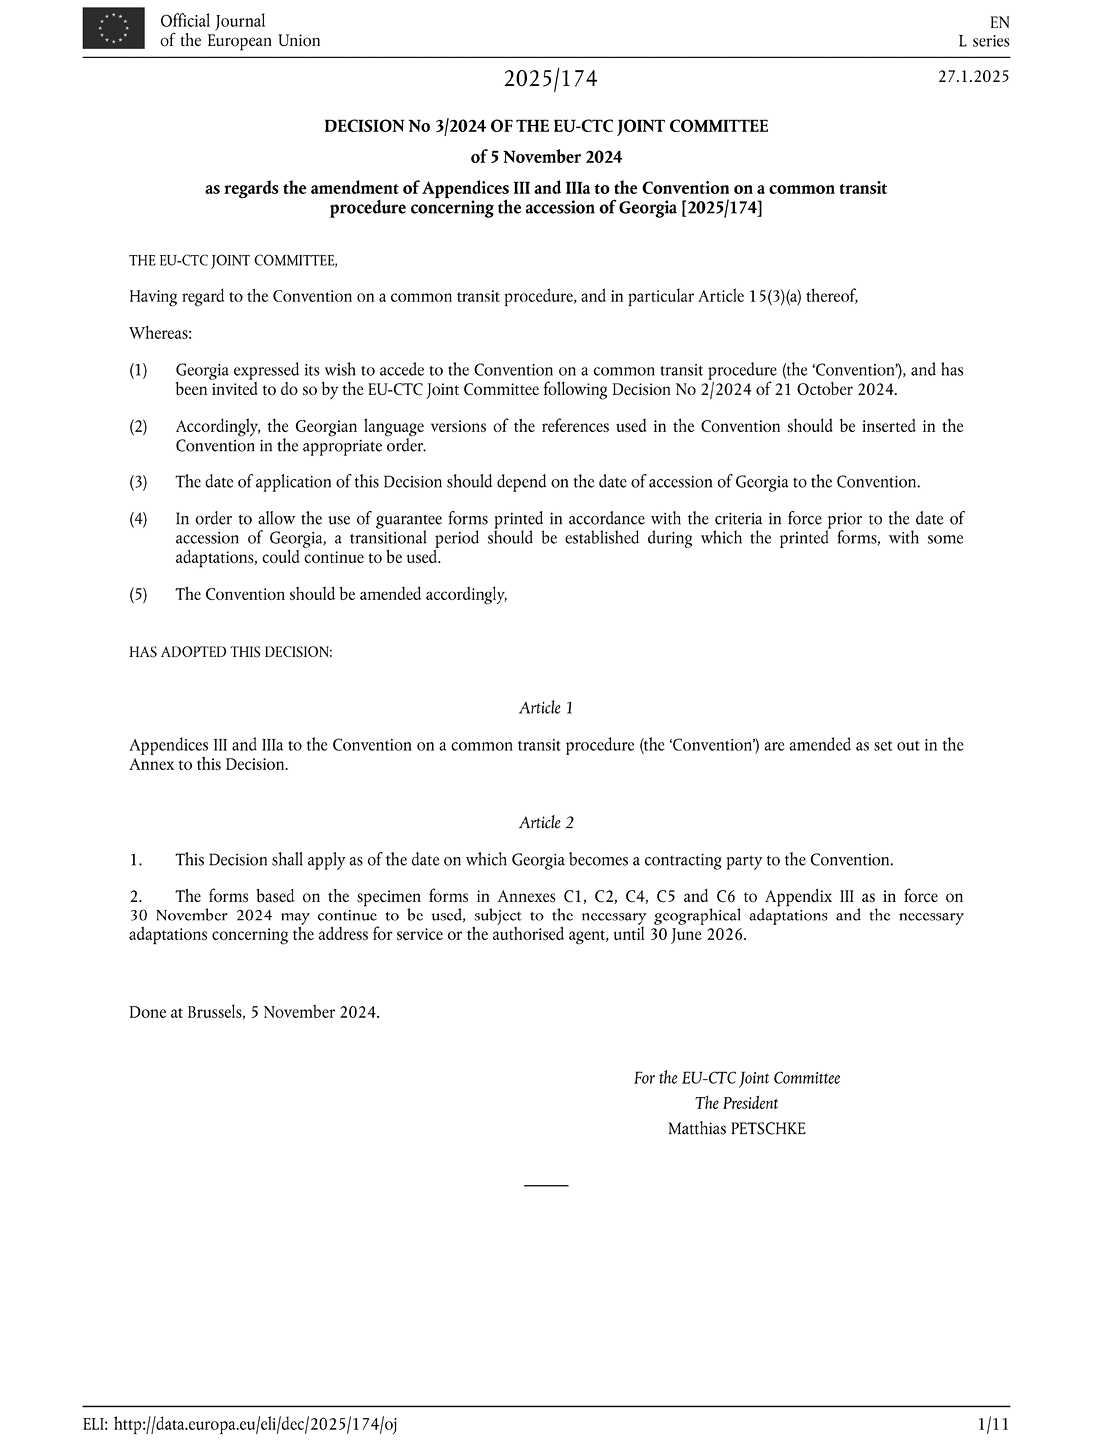 Official Journal
of the European Union
EN
L series
2025/174
27.1.2025
DECISION No 3/2024 OF THE EU-CTC JOINT COMMITTEE
of 5 November 2024
as regards the amendment of Appendices III and IIIa to the Convention on a common transit
procedure concerning the accession of Georgia [2025/174]
THE EU-CTC JOINT COMMITTEE,
Having regard to the Convention on a common transit procedure, and in particular Article 15(3)(a) thereof,
Whereas:
(1) Georgia expressed its wish to accede to the Convention on a common transit procedure (the ‘Convention’), and has
been invited to do so by the EU-CTC Joint Committee following Decision No 2/2024 of 21 October 2024.
(2) Accordingly, the Georgian language versions of the references used in the Convention should be inserted in the
Convention in the appropriate order.
(3) The date of application of this Decision should depend on the date of accession of Georgia to the Convention.
(4) In order to allow the use of guarantee forms printed in accordance with the criteria in force prior to the date of
accession of Georgia, a transitional period should be established during which the printed forms, with some
adaptations, could continue to be used.
(5) The Convention should be amended accordingly,
HAS ADOPTED THIS DECISION:
Article 1
Appendices III and IIIa to the Convention on a common transit procedure (the ‘Convention’) are amended as set out in the
Annex to this Decision.
Article 2
1. This Decision shall apply as of the date on which Georgia becomes a contracting party to the Convention.
2. The forms based on the specimen forms in Annexes C1, C2, C4, C5 and C6 to Appendix III as in force on
30 November 2024 may continue to be used, subject to the necessary geographical adaptations and the necessary
adaptations concerning the address for service or the authorised agent, until 30 June 2026.
Done at Brussels, 5 November 2024.
For the EU-CTC Joint Committee
The President
Matthias PETSCHKE
ELI: http://data.europa.eu/eli/dec/2025/174/oj
1/11